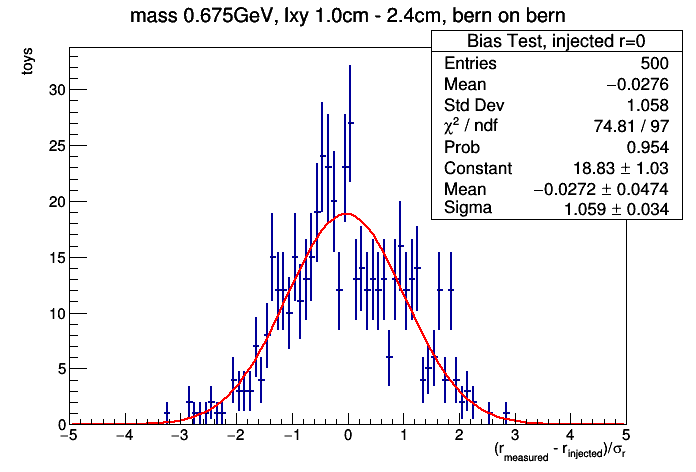 mass 0.675GeV, lxy 1.0cm - 2.4cm, bern on bern
Bias Test, injected r=0
Entries 500
Mean −0.0276
Std Dev 1.058
χ² / ndf 74.81 / 97
Prob 0.954
Constant 18.83 ± 1.03
Mean −0.0272 ± 0.0474
Sigma 1.059 ± 0.034
toys
30
25
20
15
10
5
0
−5 −4 −3 −2 −1 0 1 2 3 4 5
(r_measured - r_injected)/σ_r